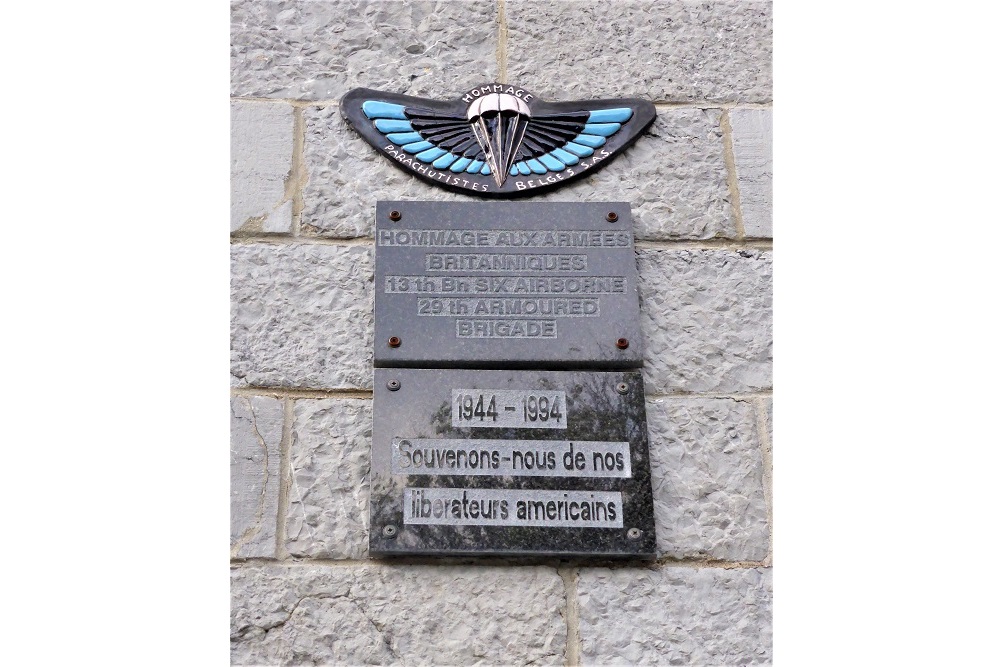 HOMMAGE
PARACHUTISTES BELGES S.A.S.
HOMMAGE AUX ARMEES
BRITANNIQUES
13 th Bn SIX AIRBORNE
29 th ARMOURED
BRIGADE
1944 - 1994
Souvenons-nous de nos
liberateurs americains